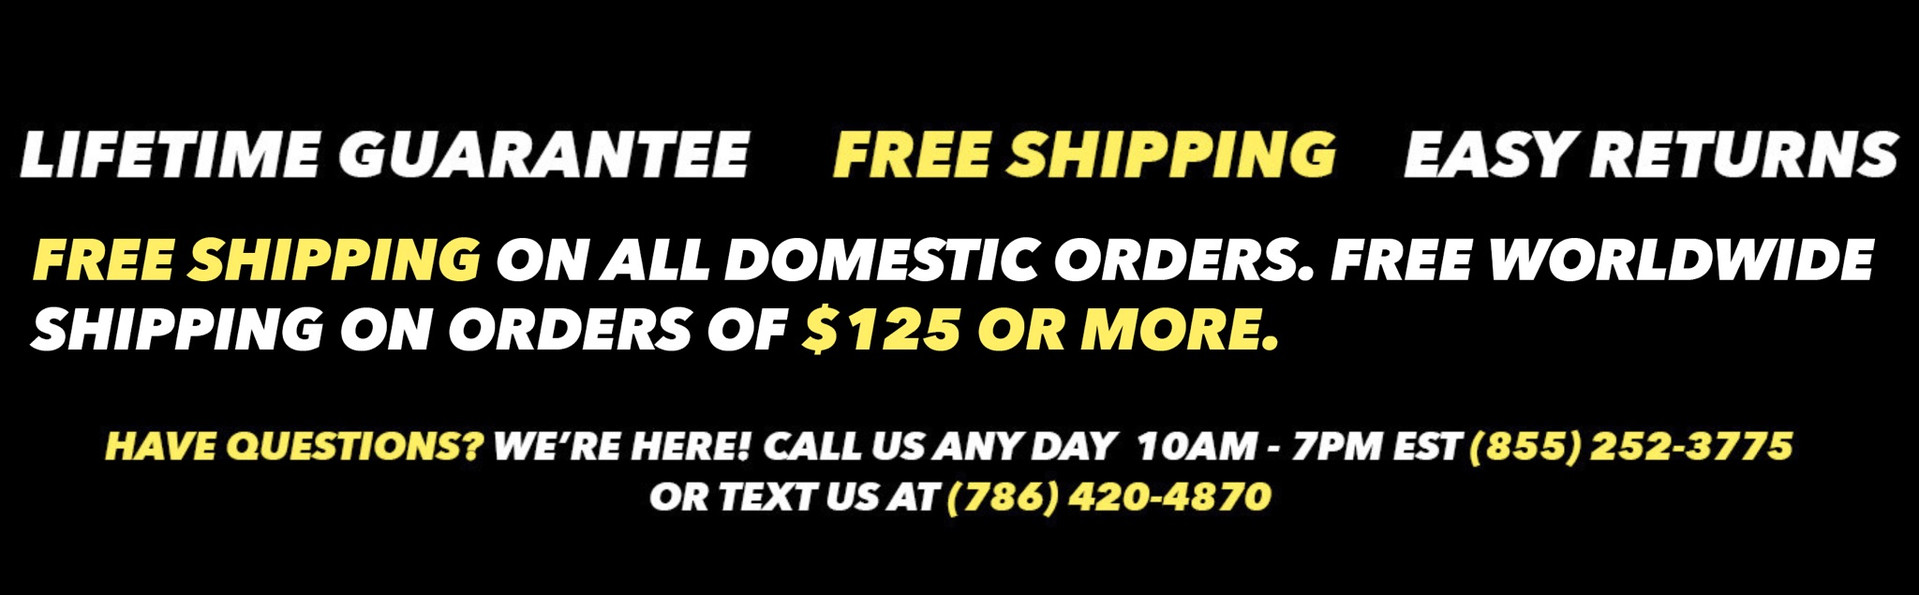 LIFETIME GUARANTEE FREE SHIPPING EASY RETURNS
FREE SHIPPING ON ALL DOMESTIC ORDERS. FREE WORLDWIDE
SHIPPING ON ORDERS OF $125 OR MORE.
HAVE QUESTIONS? WE’RE HERE! CALL US ANY DAY 10AM - 7PM EST (855) 252-3775
OR TEXT US AT (786) 420-4870